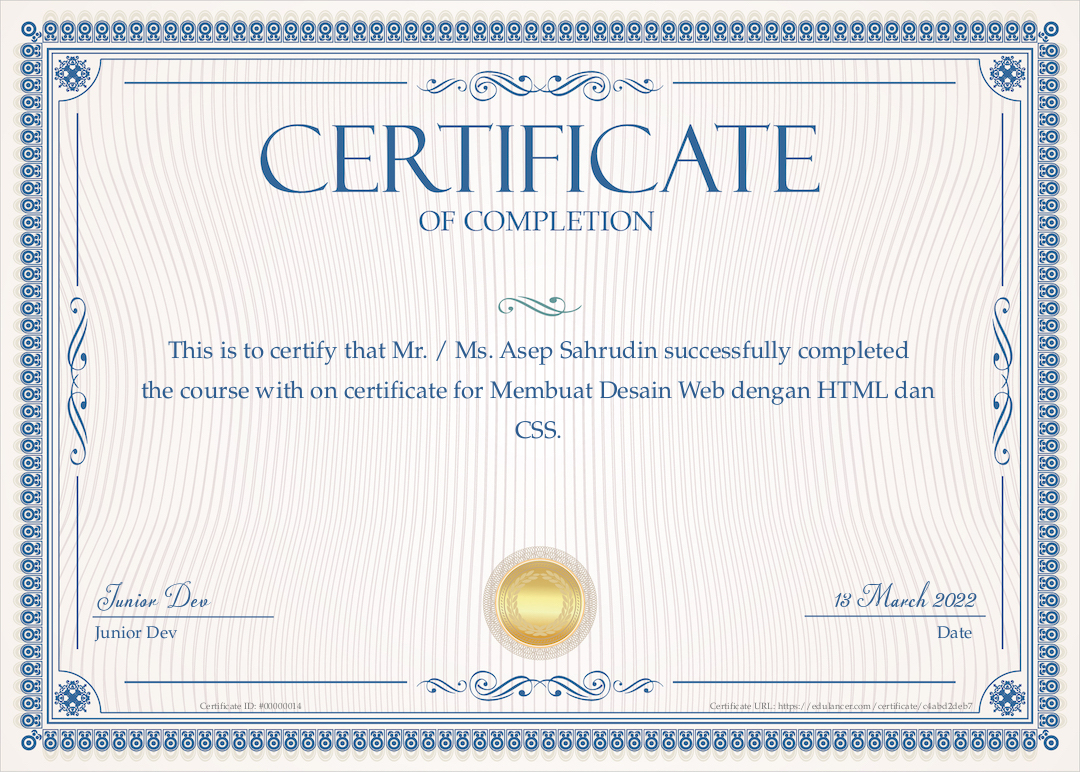 CERTIFICATE
OF COMPLETION
This is to certify that Mr. / Ms. Asep Sahrudin successfully completed
the course with on certificate for Membuat Desain Web dengan HTML dan
CSS.
Junior Dev
Junior Dev
13 March 2022
Date
Certificate ID: #00000014
Certificate URL: https://edulancer.com/certificate/c4abd2deb7